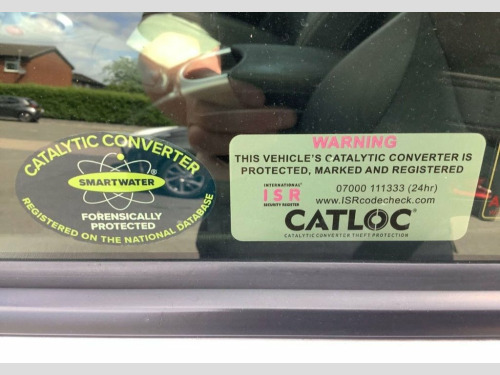 CATALYTIC CONVERTER
SMARTWATER®
FORENSICALLY
PROTECTED
REGISTERED ON THE NATIONAL DATABASE
WARNING
THIS VEHICLE'S CATALYTIC CONVERTER IS
PROTECTED, MARKED AND REGISTERED
INTERNATIONAL
ISR
SECURITY REGISTER
07000 111333 (24hr)
www.ISRcodecheck.com
CATLOC®
CATALYTIC CONVERTER THEFT PROTECTION